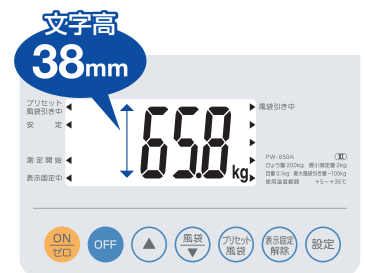 文字高
38mm
プリセット
風袋引き中
安 定
測定開始
表示固定中
65.8 kg
風袋引き中
PW-650A Ⅲ
ひょう量 200kg 最小測定量 2kg
目量 0.1kg 最大風袋引き量 -100kg
使用温度範囲 +5～+35℃
ON
ゼロ
OFF
風袋
プリセット
風袋
表示固定
解除
設定